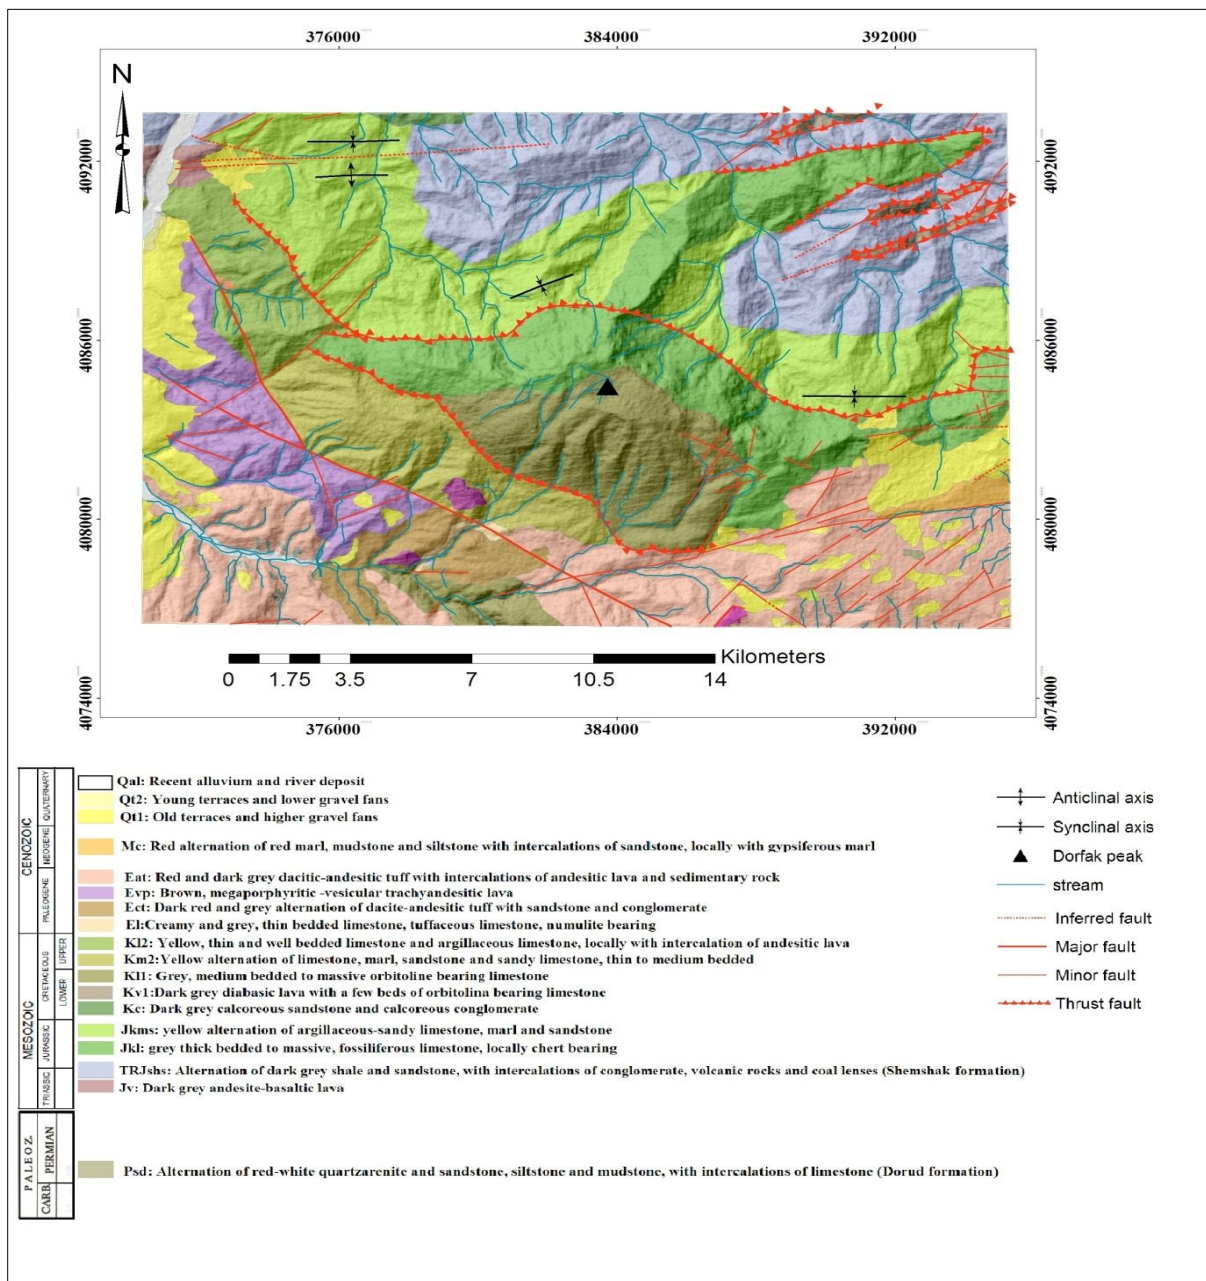 376000 384000 392000
N
4092000 4092000
4086000 4086000
4080000 4080000
4074000 4074000
Kilometers
0 1.75 3.5 7 10.5 14
376000 384000 392000
CENOZOIC
QUATERNARY
NEOGENE
PALEOGENE
MESOZOIC
CRETACEOUS
UPPER
LOWER
JURASSIC
TRIASSIC
PALEOZ.
PERMIAN
CARB.
Qal: Recent alluvium and river deposit
Qt2: Young terraces and lower gravel fans
Qt1: Old terraces and higher gravel fans
Mc: Red alternation of red marl, mudstone and siltstone with intercalations of sandstone, locally with gypsiferous marl
Eat: Red and dark grey dacitic-andesitic tuff with intercalations of andesitic lava and sedimentary rock
Evp: Brown, megaporphyritic -vesicular trachyandesitic lava
Ect: Dark red and grey alternation of dacite-andesitic tuff with sandstone and conglomerate
El:Creamy and grey, thin bedded limestone, tuffaceous limestone, numulite bearing
Kl2: Yellow, thin and well bedded limestone and argillaceous limestone, locally with intercalation of andesitic lava
Km2:Yellow alternation of limestone, marl, sandstone and sandy limestone, thin to medium bedded
Kl1: Grey, medium bedded to massive orbitoline bearing limestone
Kv1:Dark grey diabasic lava with a few beds of orbitolina bearing limestone
Kc: Dark grey calcoreous sandstone and calcoreous conglomerate
Jkms: yellow alternation of argillaceous-sandy limestone, marl and sandstone
Jkl: grey thick bedded to massive, fossiliferous limestone, locally chert bearing
TRJshs: Alternation of dark grey shale and sandstone, with intercalations of conglomerate, volcanic rocks and coal lenses (Shemshak formation)
Jv: Dark grey andesite-basaltic lava
Psd: Alternation of red-white quartzarenite and sandstone, siltstone and mudstone, with intercalations of limestone (Dorud formation)
Anticlinal axis
Synclinal axis
Dorfak peak
stream
Inferred fault
Major fault
Minor fault
Thrust fault